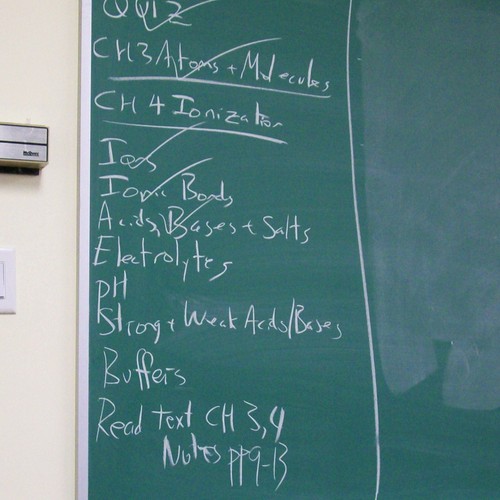 QUIZ
CH 3 Atoms + Molecules
CH 4 Ionization
Ions
Ionic Bonds
Acids, Bases + Salts
Electrolytes
pH
Strong + Weak Acids/Bases
Buffers
Read text CH 3,4
Notes pp9-13